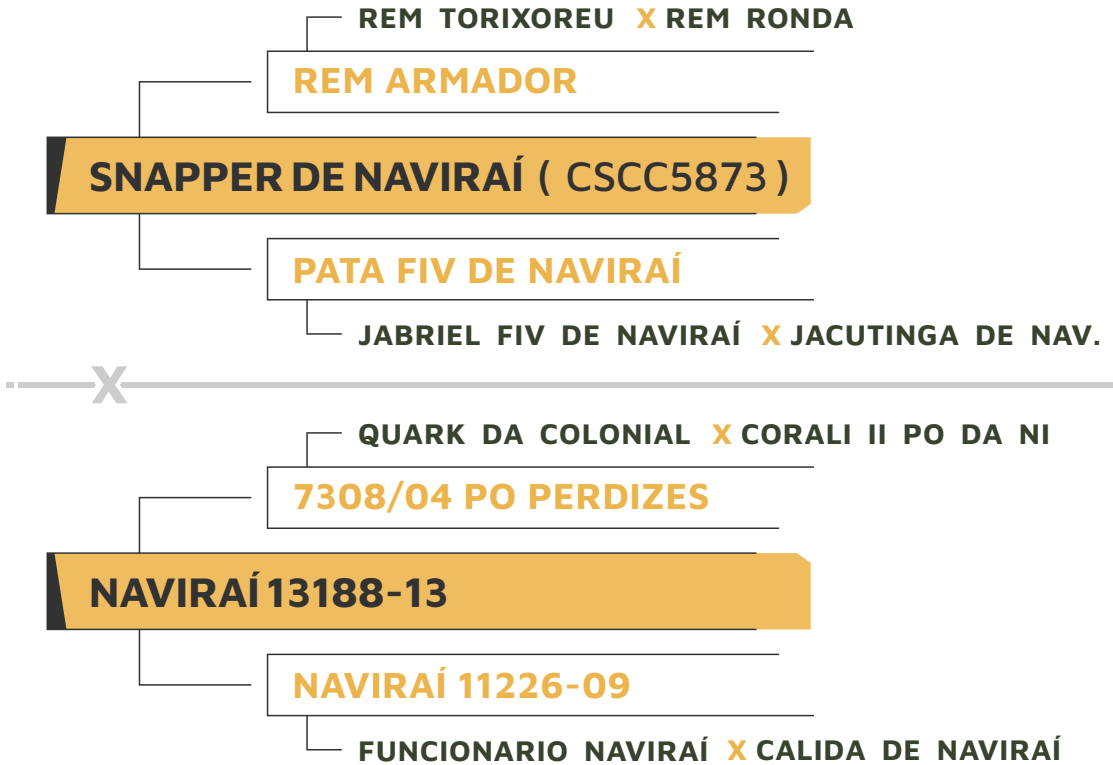 REM TORIXOREU X REM RONDA
REM ARMADOR
SNAPPER DE NAVIRAÍ ( CSCC5873 )
PATA FIV DE NAVIRAÍ
JABRIEL FIV DE NAVIRAÍ X JACUTINGA DE NAV.
X
QUARK DA COLONIAL X CORALI II PO DA NI
7308/04 PO PERDIZES
NAVIRAÍ 13188-13
NAVIRAÍ 11226-09
FUNCIONARIO NAVIRAÍ X CALIDA DE NAVIRAÍ